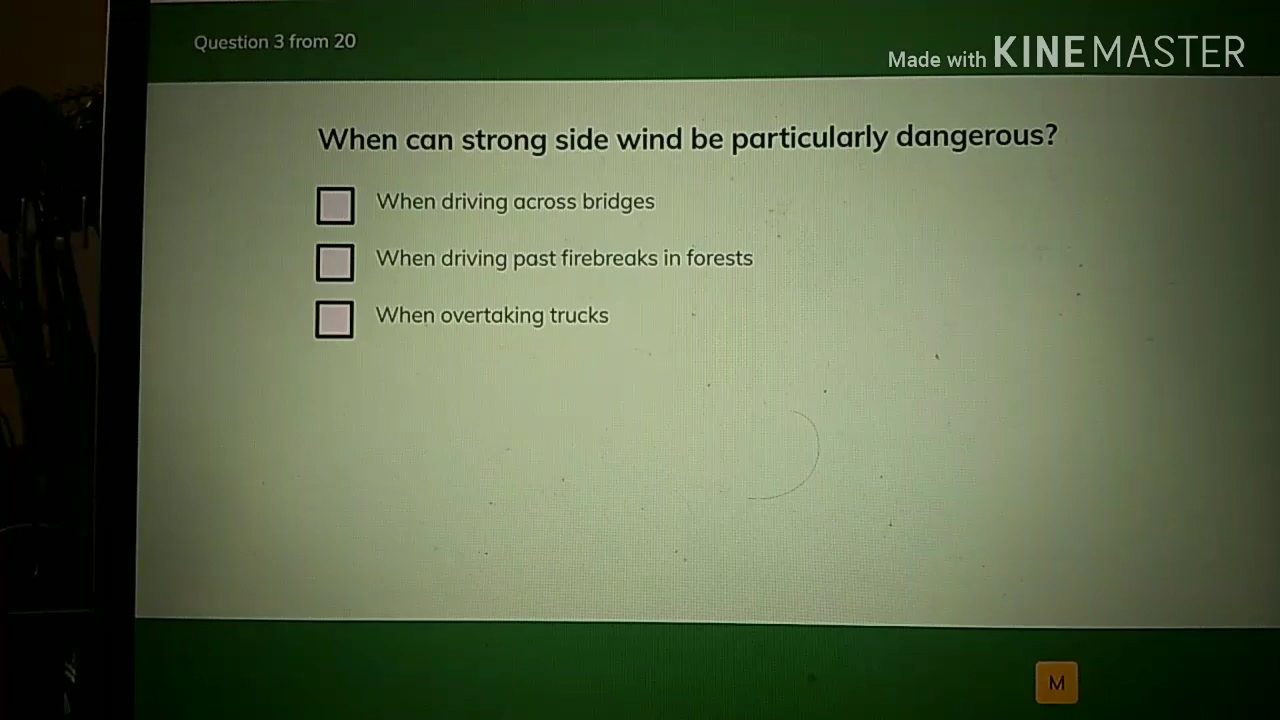 Question 3 from 20
Made with KINEMASTER
When can strong side wind be particularly dangerous?
When driving across bridges
When driving past firebreaks in forests
When overtaking trucks
M